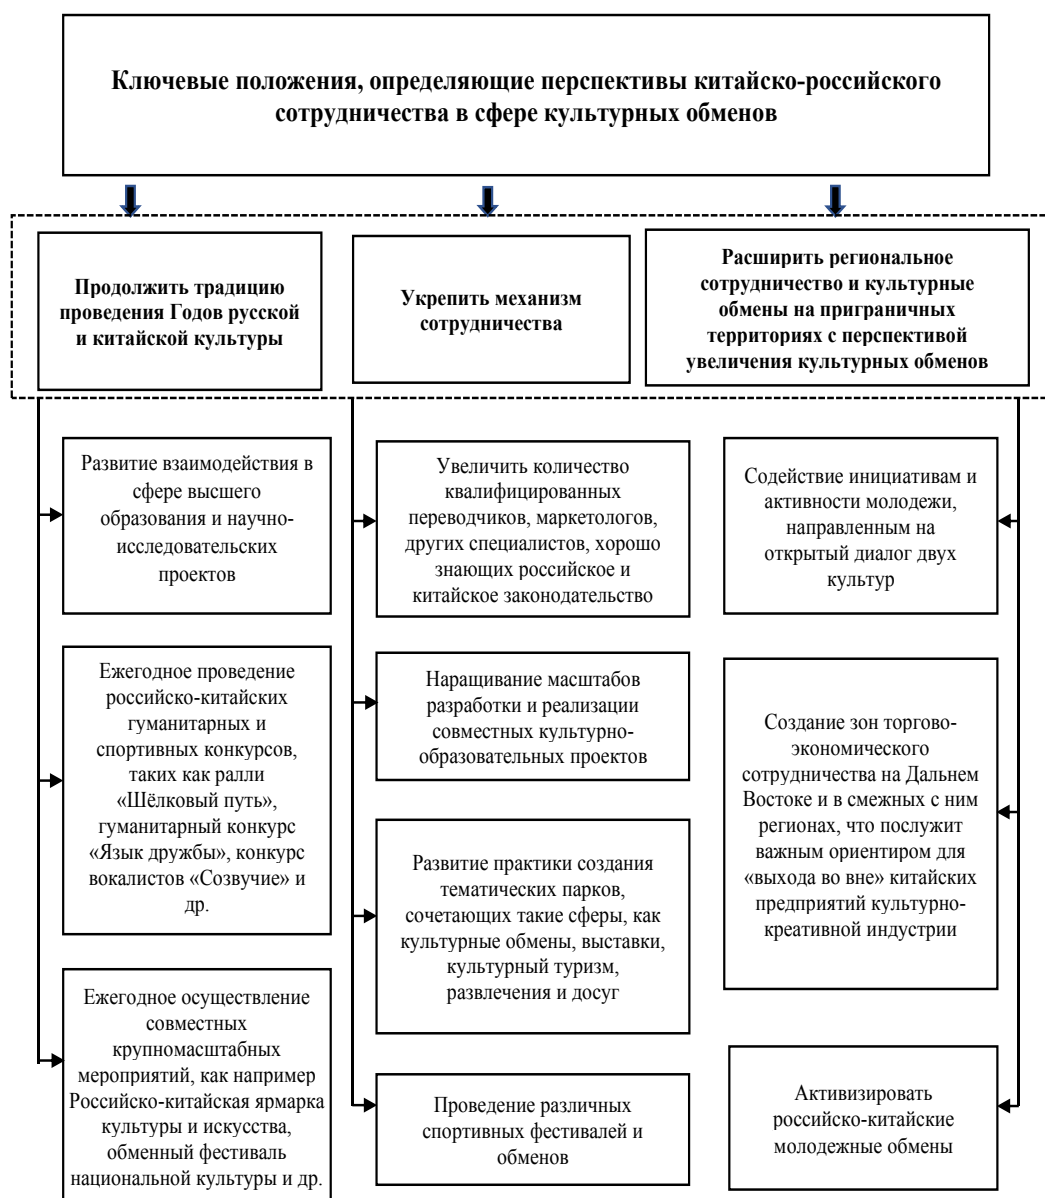 Ключевые положения, определяющие перспективы китайско-российского
сотрудничества в сфере культурных обменов
Продолжить традицию
проведения Годов русской
и китайской культуры
Укрепить механизм
сотрудничества
Расширить региональное
сотрудничество и культурные
обмены на приграничных
территориях с перспективой
увеличения культурных обменов
Развитие взаимодействия в
сфере высшего
образования и научно-
исследовательских
проектов
Ежегодное проведение
российско-китайских
гуманитарных и
спортивных конкурсов,
таких как ралли
«Шёлковый путь»,
гуманитарный конкурс
«Язык дружбы», конкурс
вокалистов «Созвучие» и
др.
Ежегодное осуществление
совместных
крупномасштабных
мероприятий, как например
Российско-китайская ярмарка
культуры и искусства,
обменный фестиваль
национальной культуры и др.
Увеличить количество
квалифицированных
переводчиков, маркетологов,
других специалистов, хорошо
знающих российское и
китайское законодательство
Наращивание масштабов
разработки и реализации
совместных культурно-
образовательных проектов
Развитие практики создания
тематических парков,
сочетающих такие сферы, как
культурные обмены, выставки,
культурный туризм,
развлечения и досуг
Проведение различных
спортивных фестивалей и
обменов
Содействие инициативам и
активности молодежи,
направленным на
открытый диалог двух
культур
Создание зон торгово-
экономического
сотрудничества на Дальнем
Востоке и в смежных с ним
регионах, что послужит
важным ориентиром для
«выхода во вне» китайских
предприятий культурно-
креативной индустрии
Активизировать
российско-китайские
молодежные обмены